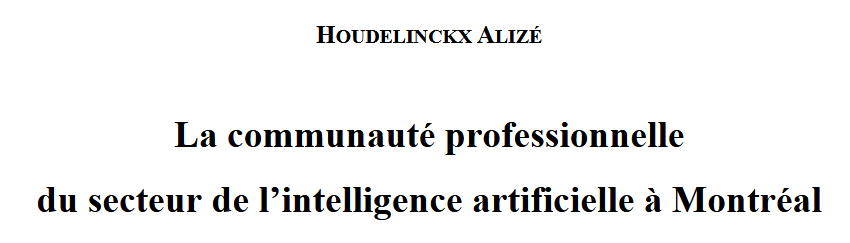 HOUDELINCKX ALIZÉ
La communauté professionnelle
du secteur de l’intelligence artificielle à Montréal